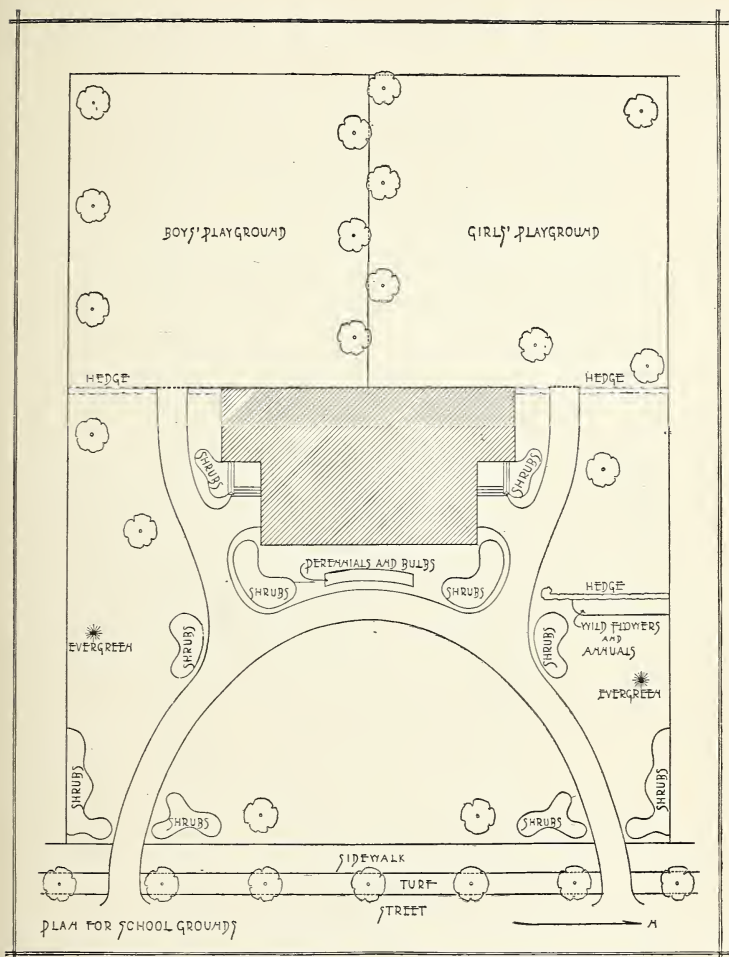 BOYS' PLAYGROUND
GIRLS' PLAYGROUND
HEDGE
HEDGE
SHRUBS
SHRUBS
PERENNIALS AND BULBS
SHRUBS
SHRUBS
HEDGE
WILD FLOWERS
AND
ANNUALS
SHRUBS
SHRUBS
EVERGREEN
EVERGREEN
SHRUBS
SHRUBS
SHRUBS
SHRUBS
SIDEWALK
TURF
STREET
PLAN FOR SCHOOL GROUNDS
N